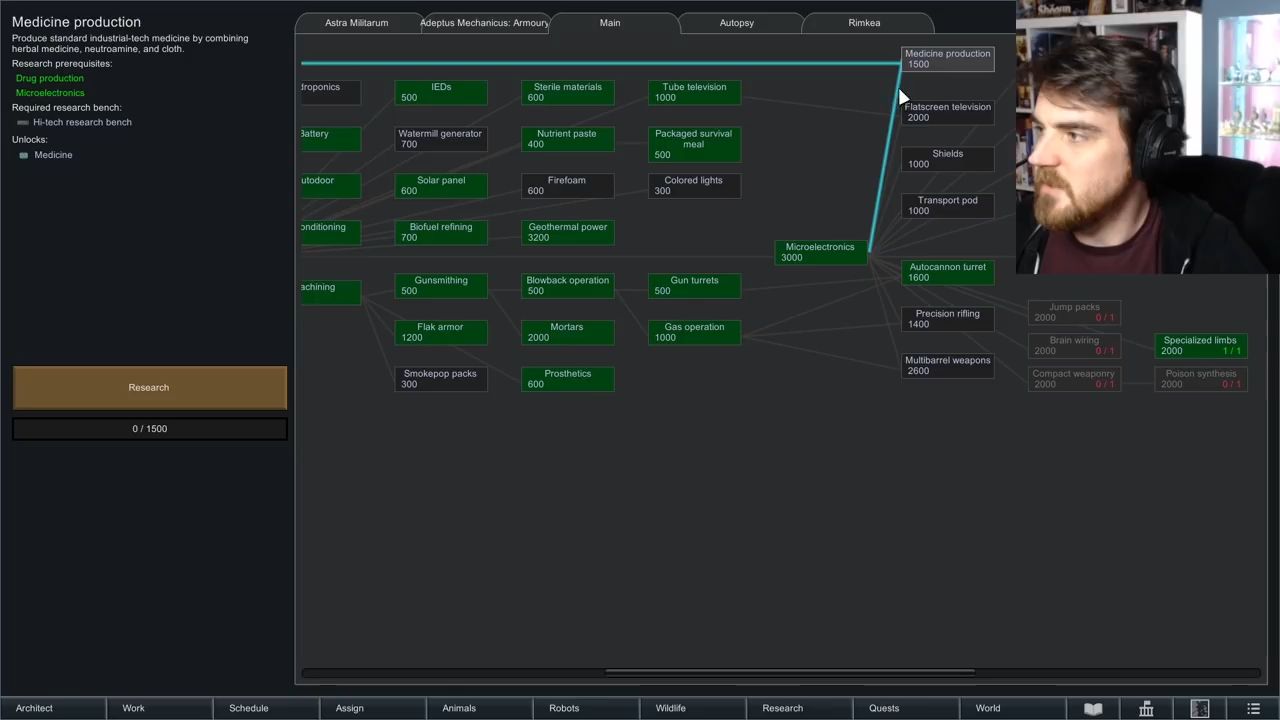 Medicine production
Produce standard industrial-tech medicine by combining
herbal medicine, neutroamine, and cloth.
Research prerequisites:
Drug production
Microelectronics
Required research bench:
Hi-tech research bench
Unlocks:
Medicine
Research
0 / 1500
Astra Militarum
Adeptus Mechanicus: Armoury
Main
Autopsy
Rimkea
Medicine production
1500
droponics
IEDs
500
Sterile materials
600
Tube television
1000
Flatscreen television
2000
Battery
Watermill generator
700
Nutrient paste
400
Packaged survival
meal
500
Shields
1000
utodoor
Solar panel
600
Firefoam
600
Colored lights
300
Transport pod
1000
onditioning
Biofuel refining
700
Geothermal power
3200
Microelectronics
3000
Autocannon turret
1600
achining
Gunsmithing
500
Blowback operation
500
Gun turrets
500
Precision rifling
1400
Jump packs
2000 0 / 1
Flak armor
1200
Mortars
2000
Gas operation
1000
Brain wiring
2000 0 / 1
Specialized limbs
2000 1 / 1
Smokepop packs
300
Prosthetics
600
Multibarrel weapons
2600
Compact weaponry
2000 0 / 1
Poison synthesis
2000 0 / 1
Architect
Work
Schedule
Assign
Animals
Robots
Wildlife
Research
Quests
World